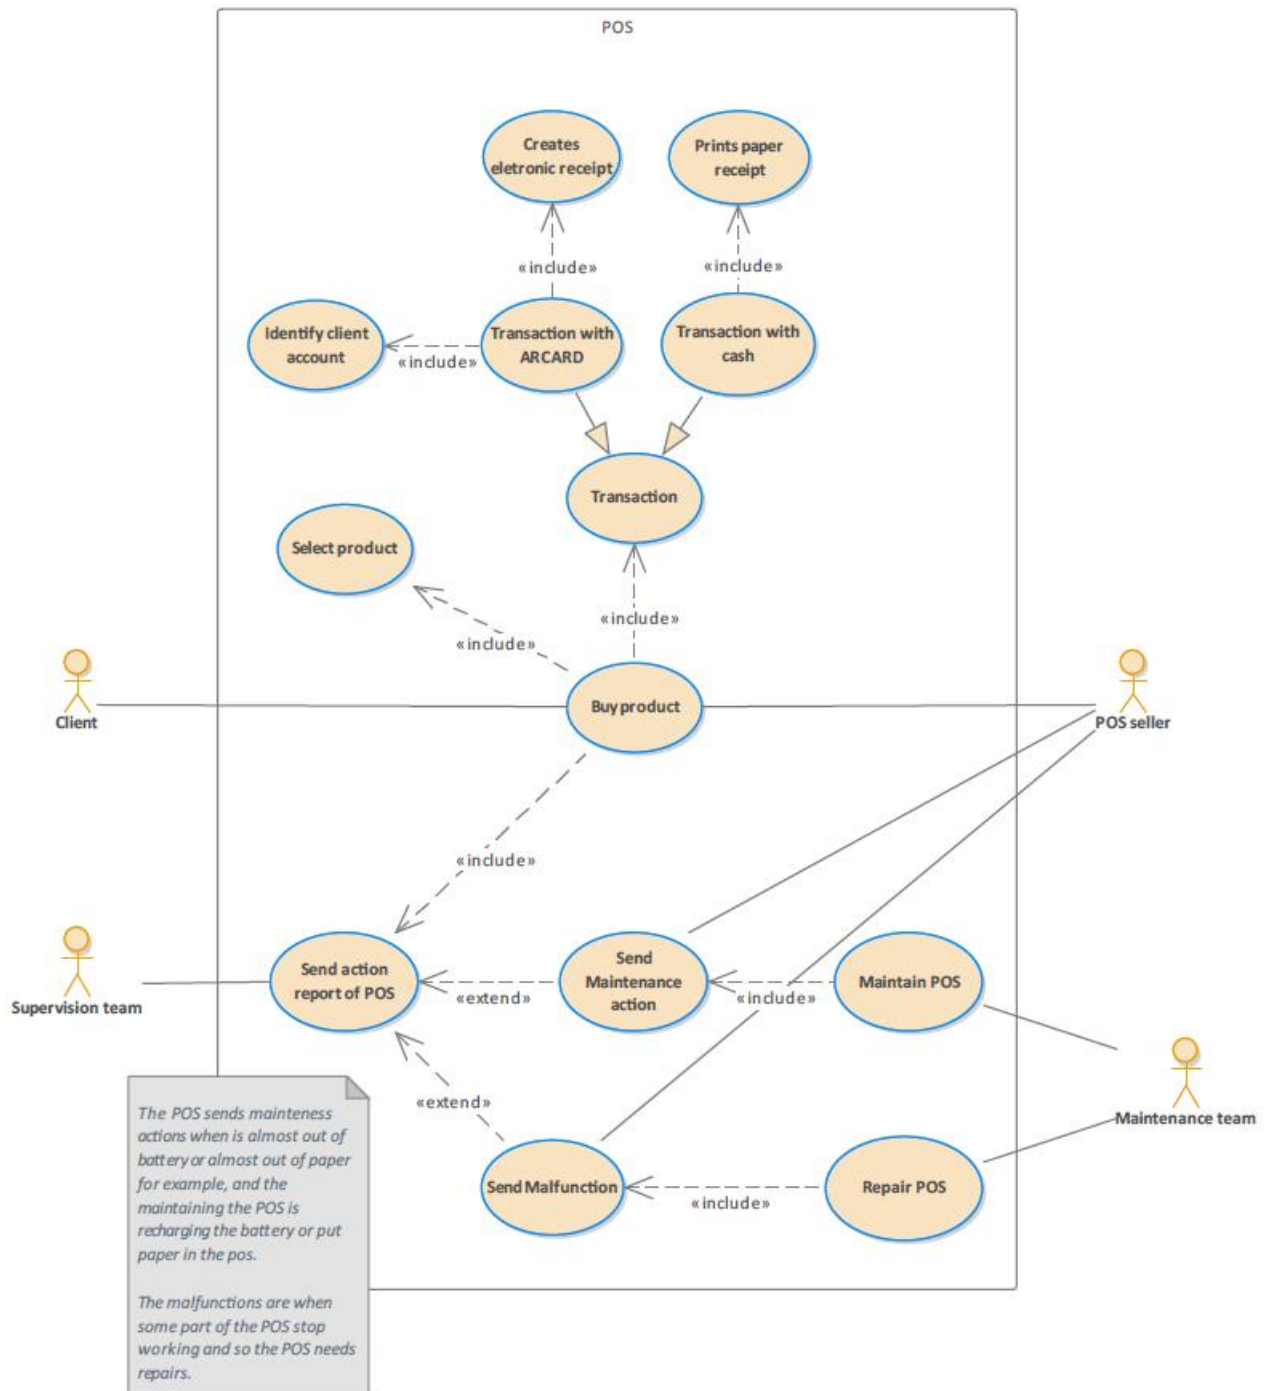 POS
Creates
eletronic receipt
Prints paper
receipt
«include»
«include»
Identify client
account
Transaction with
ARCARD
Transaction with
cash
«include»
Transaction
Select product
«include»
«include»
Client
Buy product
POS seller
«include»
Supervision team
Send action
report of POS
«extend»
Send
Maintenance
action
«include»
Maintain POS
«extend»
Maintenance team
Send Malfunction
«include»
Repair POS
The POS sends mainteness
actions when is almost out of
battery or almost out of paper
for example, and the
maintaining the POS is
recharging the battery or put
paper in the pos.
The malfunctions are when
some part of the POS stop
working and so the POS needs
repairs.